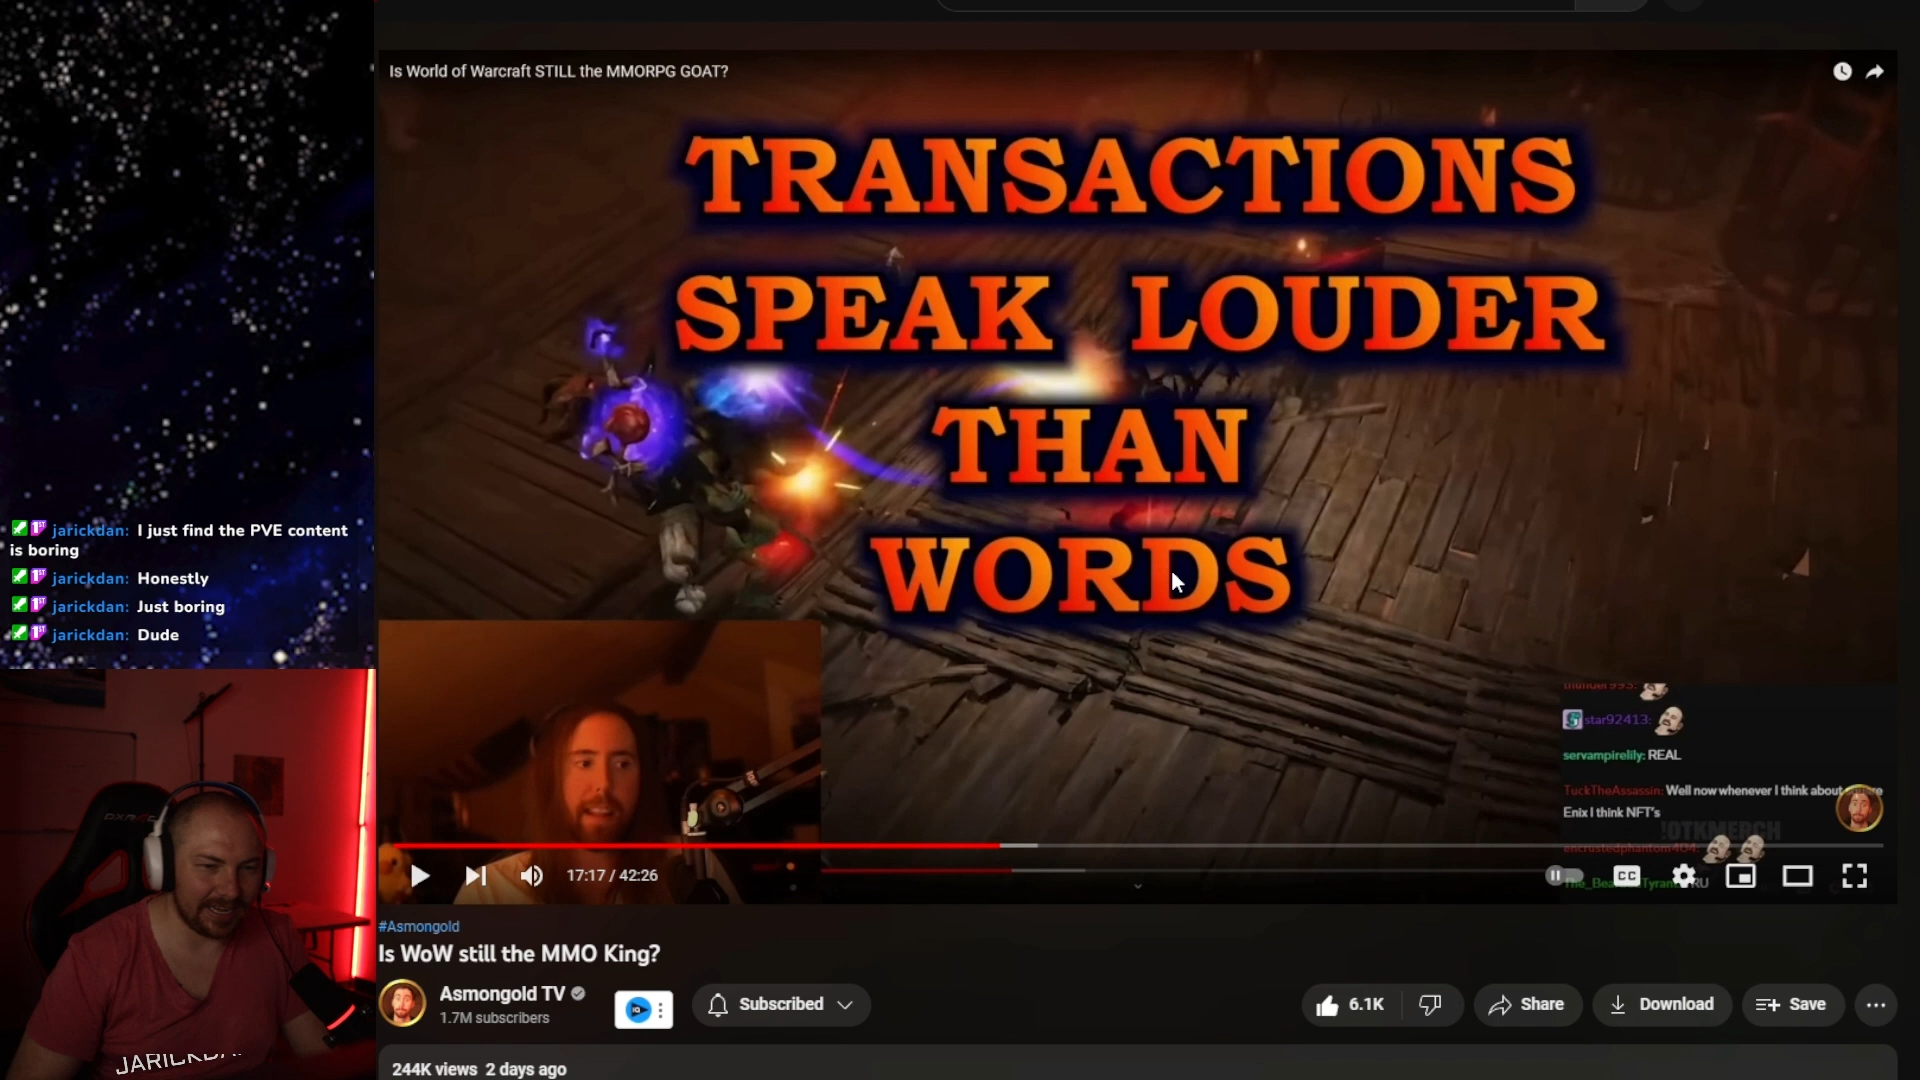 Is World of Warcraft STILL the MMORPG GOAT?
TRANSACTIONS
SPEAK LOUDER
THAN
WORDS
jarickdan: I just find the PVE content
is boring
jarickdan: Honestly
jarickdan: Just boring
jarickdan: Dude
star92413:
servampirelily: REAL
TuckTheAssassin: Well now whenever I think about
Enix I think NFT's
!OTKMERCH
encrustedphantom404:
17:17 / 42:26
CC
#Asmongold
Is WoW still the MMO King?
Asmongold TV
1.7M subscribers
Subscribed
6.1K
Share
Download
Save
244K views 2 days ago